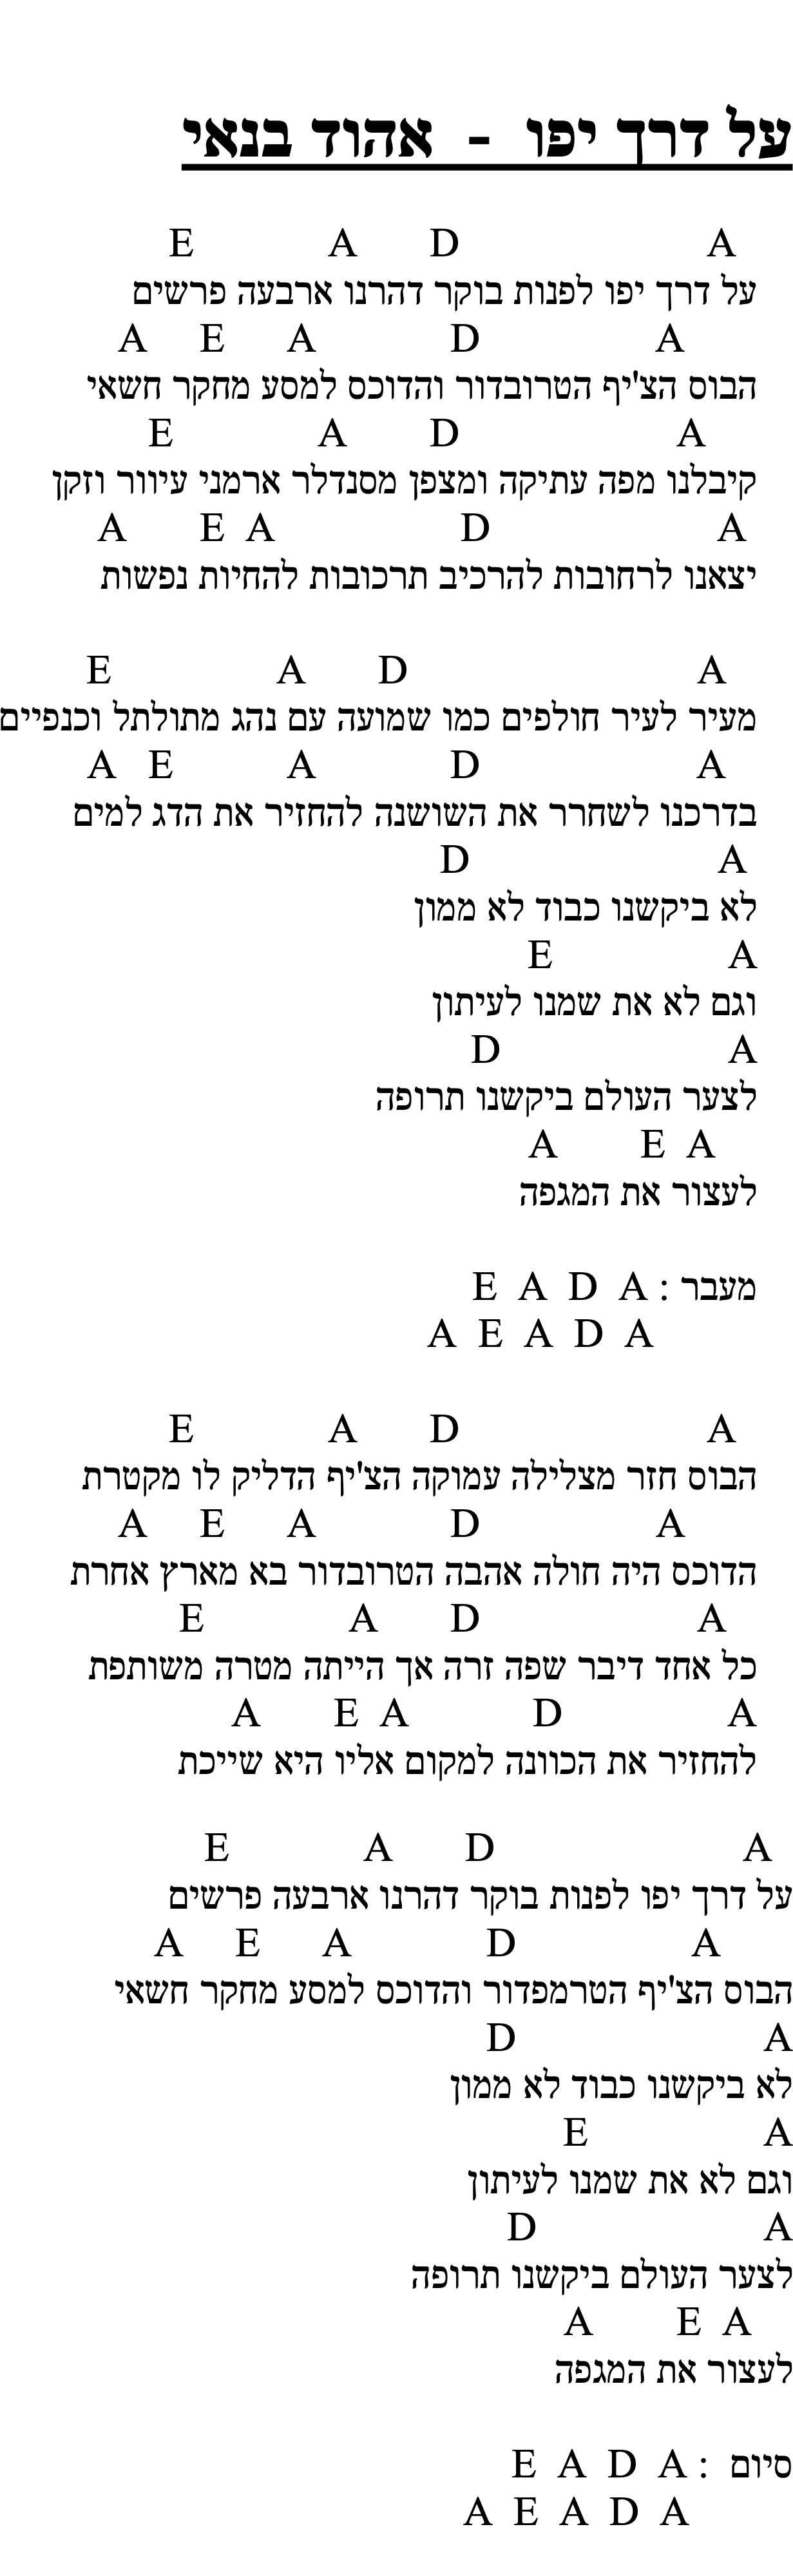 על דרך יפו - אהוד בנאי
E A D A
על דרך יפו לפנות בוקר דהרנו ארבעה פרשים
A E A D A
הבוס הצ'יף הטרובדור והדוכס למסע מחקר חשאי
E A D A
קיבלנו מפה עתיקה ומצפן מסנדלר ארמני עיוור וזקן
A E A D A
יצאנו לרחובות להרכיב תרכובות להחיות נפשות
E A D A
מעיר לעיר חולפים כמו שמועה עם נהג מתולתל וכנפיים
A E A D A
בדרכנו לשחרר את השושנה להחזיר את הדג למים
D A
לא ביקשנו כבוד לא ממון
E A
וגם לא את שמנו לעיתון
D A
לצער העולם ביקשנו תרופה
A E A
לעצור את המגפה
מעבר : E A D A
A E A D A
E A D A
הבוס חזר מצלילה עמוקה הצ'יף הדליק לו מקטרת
A E A D A
הדוכס היה חולה אהבה הטרובדור בא מארץ אחרת
E A D A
כל אחד דיבר שפה זרה אך הייתה מטרה משותפת
A E A D A
להחזיר את הכוונה למקום אליו היא שייכת
E A D A
על דרך יפו לפנות בוקר דהרנו ארבעה פרשים
A E A D A
הבוס הצ'יף הטרמפדור והדוכס למסע מחקר חשאי
D A
לא ביקשנו כבוד לא ממון
E A
וגם לא את שמנו לעיתון
D A
לצער העולם ביקשנו תרופה
A E A
לעצור את המגפה
סיום : E A D A
A E A D A